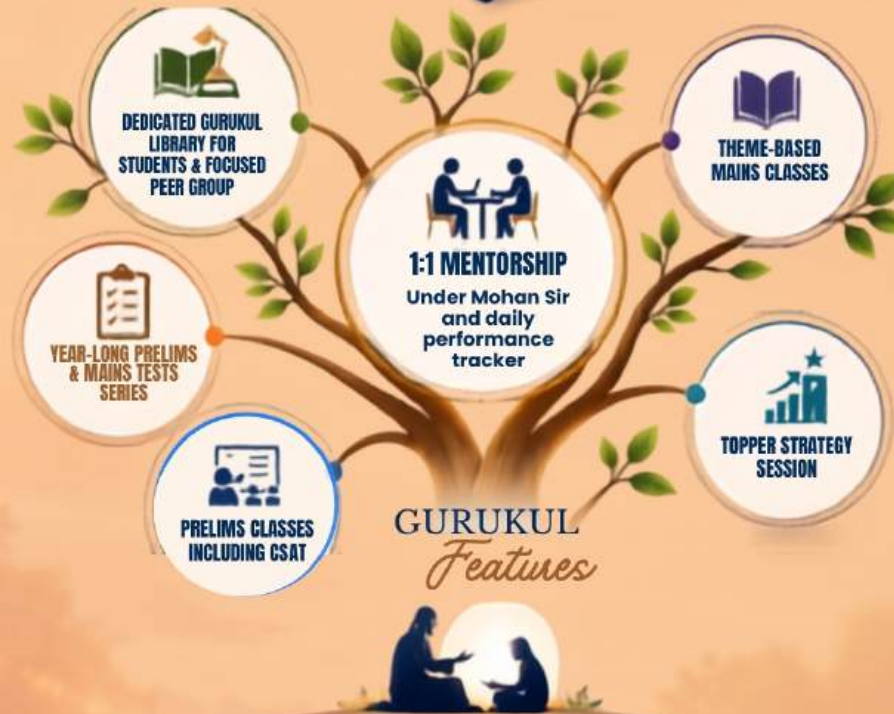 DEDICATED GURUKUL
LIBRARY FOR
STUDENTS & FOCUSED
PEER GROUP
1:1 MENTORSHIP
Under Mohan Sir
and daily
performance
tracker
THEME-BASED
MAINS CLASSES
YEAR-LONG PRELIMS
& MAINS TESTS
SERIES
TOPPER STRATEGY
SESSION
PRELIMS CLASSES
INCLUDING CSAT
GURUKUL
Features